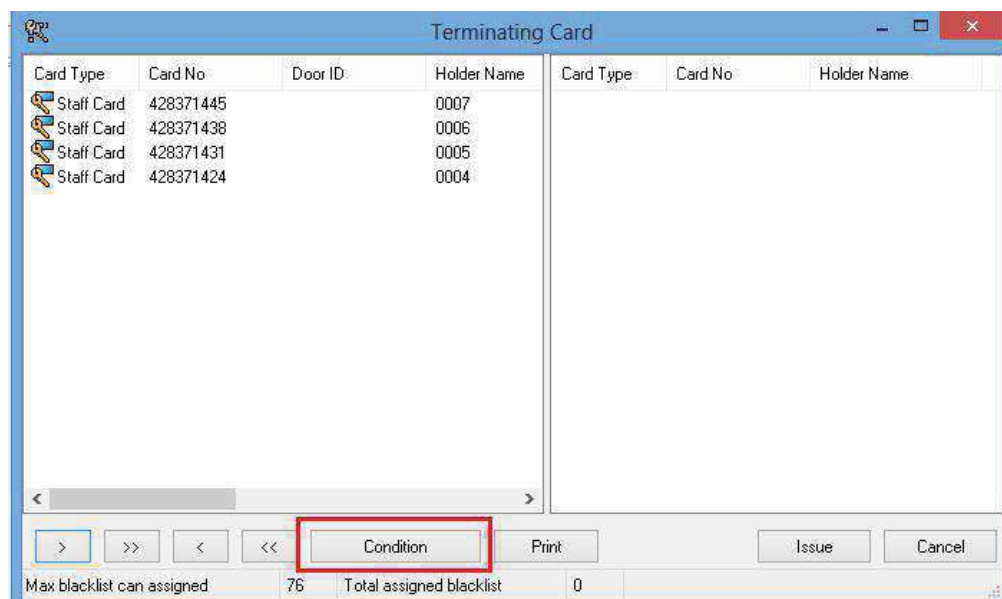 Terminating Card
Card Type Card No Door ID Holder Name Card Type Card No Holder Name
Staff Card 428371445 0007
Staff Card 428371438 0006
Staff Card 428371431 0005
Staff Card 428371424 0004
> >> < << Condition Print Issue Cancel
Max blacklist can assigned 76 Total assigned blacklist 0